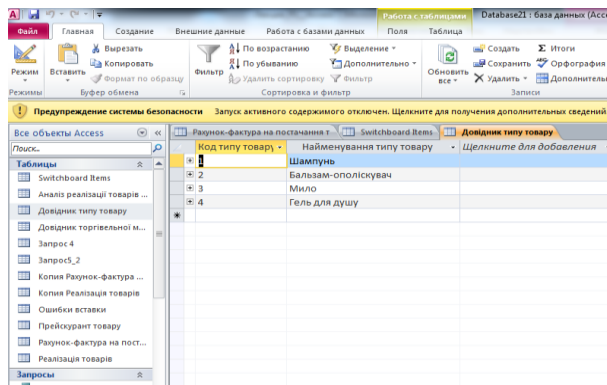 Работа с таблицами Database21 : база данных (Acc
Файл Главная Создание Внешние данные Работа с базами данных Поля Таблица
Режим
Вставить
Вырезать
Копировать
Формат по образцу
Фильтр
По возрастанию
По убыванию
Удалить сортировку
Выделение
Дополнительно
Фильтр
Обновить все
Создать
Сохранить
Удалить
Итоги
Орфография
Дополнитель
Режимы Буфер обмена Сортировка и фильтр Записи
Предупреждение системы безопасности Запуск активного содержимого отключен. Щелкните для получения дополнительных сведений
Все объекты Access
Поиск...
Таблицы
Switchboard Items
Аналіз реалізації товарів ...
Довідник типу товару
Довідник торгівельної м...
Запрос 4
Запрос5_2
Копия Рахунок-фактура ...
Копия Реалізація товарів
Ошибки вставки
Прейскурант товару
Рахунок-фактура на пост...
Реалізація товарів
Запросы
Рахунок-фактура на постачання т Switchboard Items Довідник типу товару
Код типу товару Найменування типу товару Щелкните для добавления
1 Шампунь
2 Бальзам-ополіскувач
3 Мило
4 Гель для душу